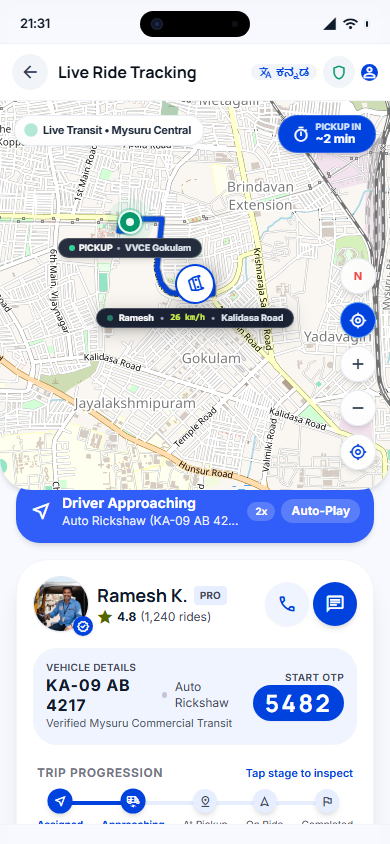 21:31
Live Ride Tracking
ಕನ್ನಡ
Metagalli
Live Transit • Mysuru Central
PICKUP IN
~2 min
1st Main Road
Brindavan
Extension
PICKUP • VVCE Gokulam
N
6th Main, Vijaynagar
Ramesh • 26 km/h • Kalidasa Road
Kalidasa Road
Gokulam
Jayalakshmipuram
Temple Road
Valmiki Road
Kalidasa Road
Hunsur Road
Driver Approaching
Auto Rickshaw (KA-09 AB 42...
2x
Auto-Play
Ramesh K.
PRO
4.8 (1,240 rides)
VEHICLE DETAILS
KA-09 AB
4217
Auto
Rickshaw
Verified Mysuru Commercial Transit
START OTP
5482
TRIP PROGRESSION
Tap stage to inspect
Assigned
Approaching
At Pickup
On Ride
Completed